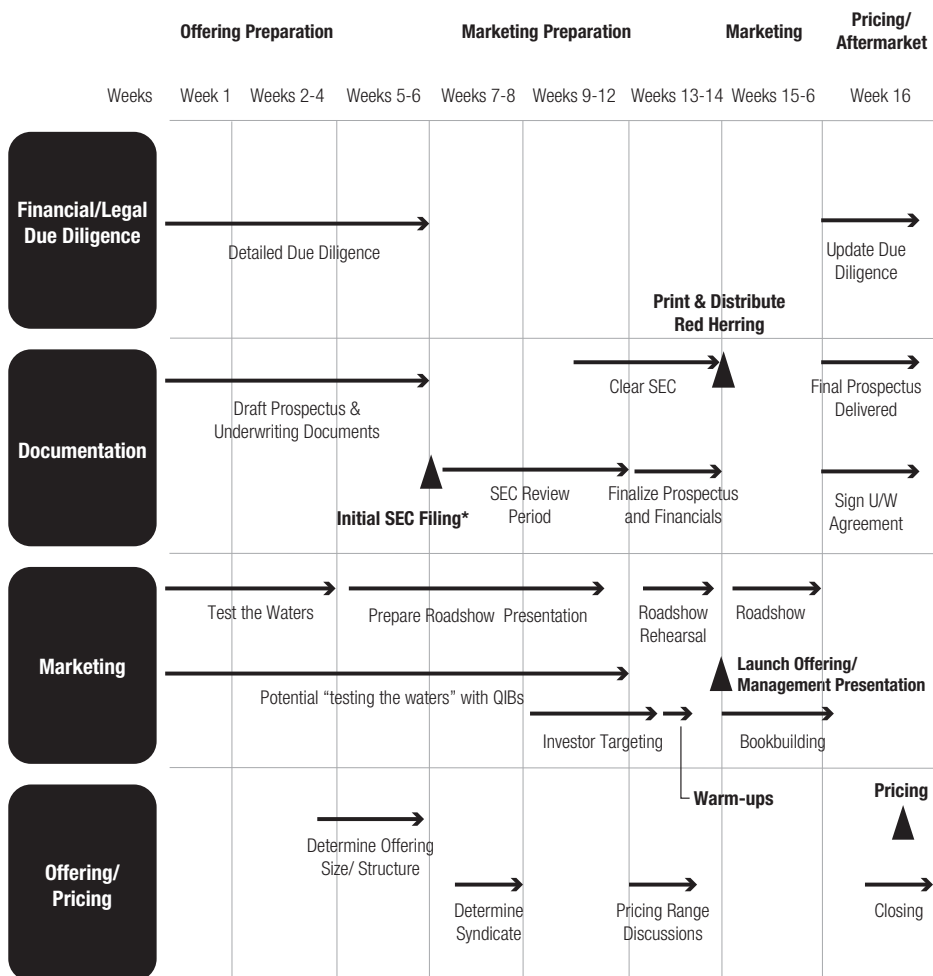 Offering Preparation
Marketing Preparation
Marketing
Pricing/
Aftermarket
Weeks
Week 1
Weeks 2-4
Weeks 5-6
Weeks 7-8
Weeks 9-12
Weeks 13-14
Weeks 15-6
Week 16
Financial/Legal
Due Diligence
Detailed Due Diligence
Update Due
Diligence
Print & Distribute
Red Herring
Documentation
Draft Prospectus &
Underwriting Documents
Clear SEC
Final Prospectus
Delivered
Initial SEC Filing*
SEC Review
Period
Finalize Prospectus
and Financials
Sign U/W
Agreement
Marketing
Test the Waters
Prepare Roadshow Presentation
Roadshow
Rehearsal
Roadshow
Launch Offering/
Management Presentation
Potential “testing the waters” with QIBs
Investor Targeting
Bookbuilding
Warm-ups
Offering/
Pricing
Pricing
Determine Offering
Size/ Structure
Determine
Syndicate
Pricing Range
Discussions
Closing